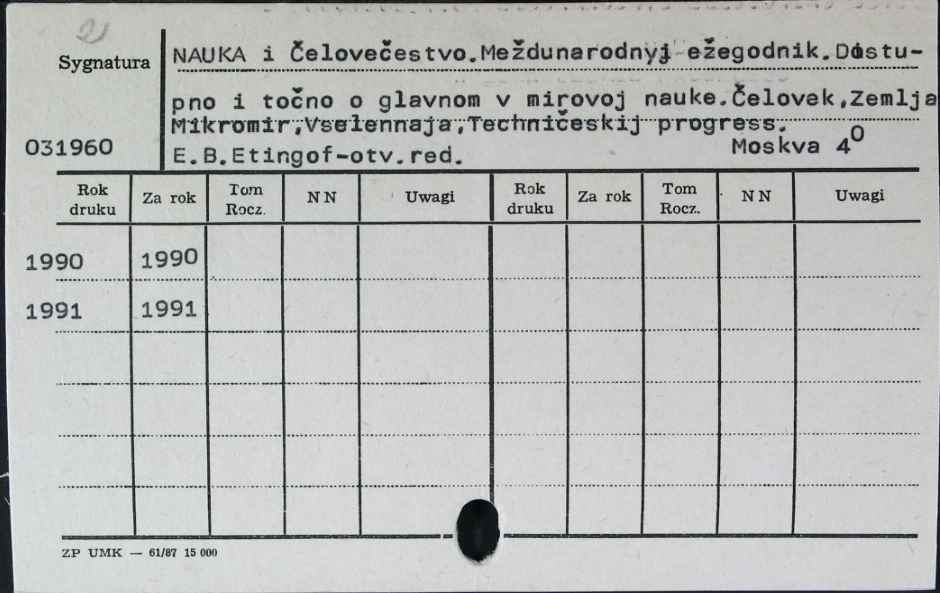 21
Sygnatura
NAUKA i Čelovečestvo.Meždunarodnyj ežegodnik.Dostu-
pno i točno o glavnom v mirovoj nauke.Čelovek,Zemlja
Mikromir,Vselennaja,Techničeskij progress.
031960
E.B.Etingof-otv.red. Moskva 4⁰
Rok druku Za rok Tom Rocz. N N Uwagi Rok druku Za rok Tom Rocz. N N Uwagi
1990 1990
1991 1991
ZP UMK — 61/87 15 000